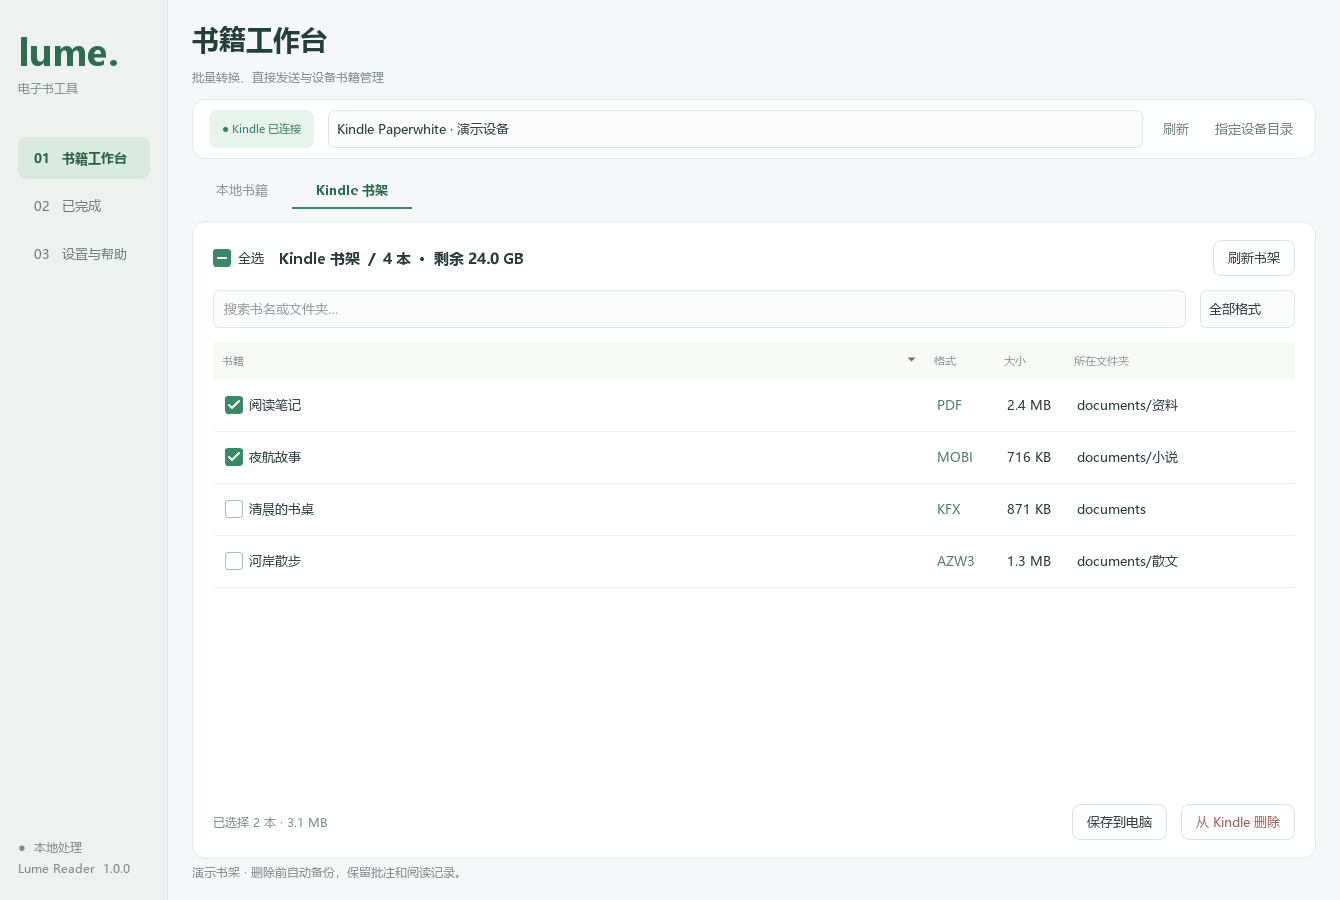 lume.
电子书工具
01 书籍工作台
02 已完成
03 设置与帮助
● 本地处理
Lume Reader 1.0.0
书籍工作台
批量转换、直接发送与设备书籍管理
● Kindle 已连接
Kindle Paperwhite · 演示设备
刷新
指定设备目录
本地书籍
Kindle 书架
全选
Kindle 书架 / 4 本 · 剩余 24.0 GB
刷新书架
搜索书名或文件夹...
全部格式
书籍 格式 大小 所在文件夹
阅读笔记 PDF 2.4 MB documents/资料
夜航故事 MOBI 716 KB documents/小说
清晨的书桌 KFX 871 KB documents
河岸散步 AZW3 1.3 MB documents/散文
已选择 2 本 · 3.1 MB
保存到电脑
从 Kindle 删除
演示书架 · 删除前自动备份，保留批注和阅读记录。